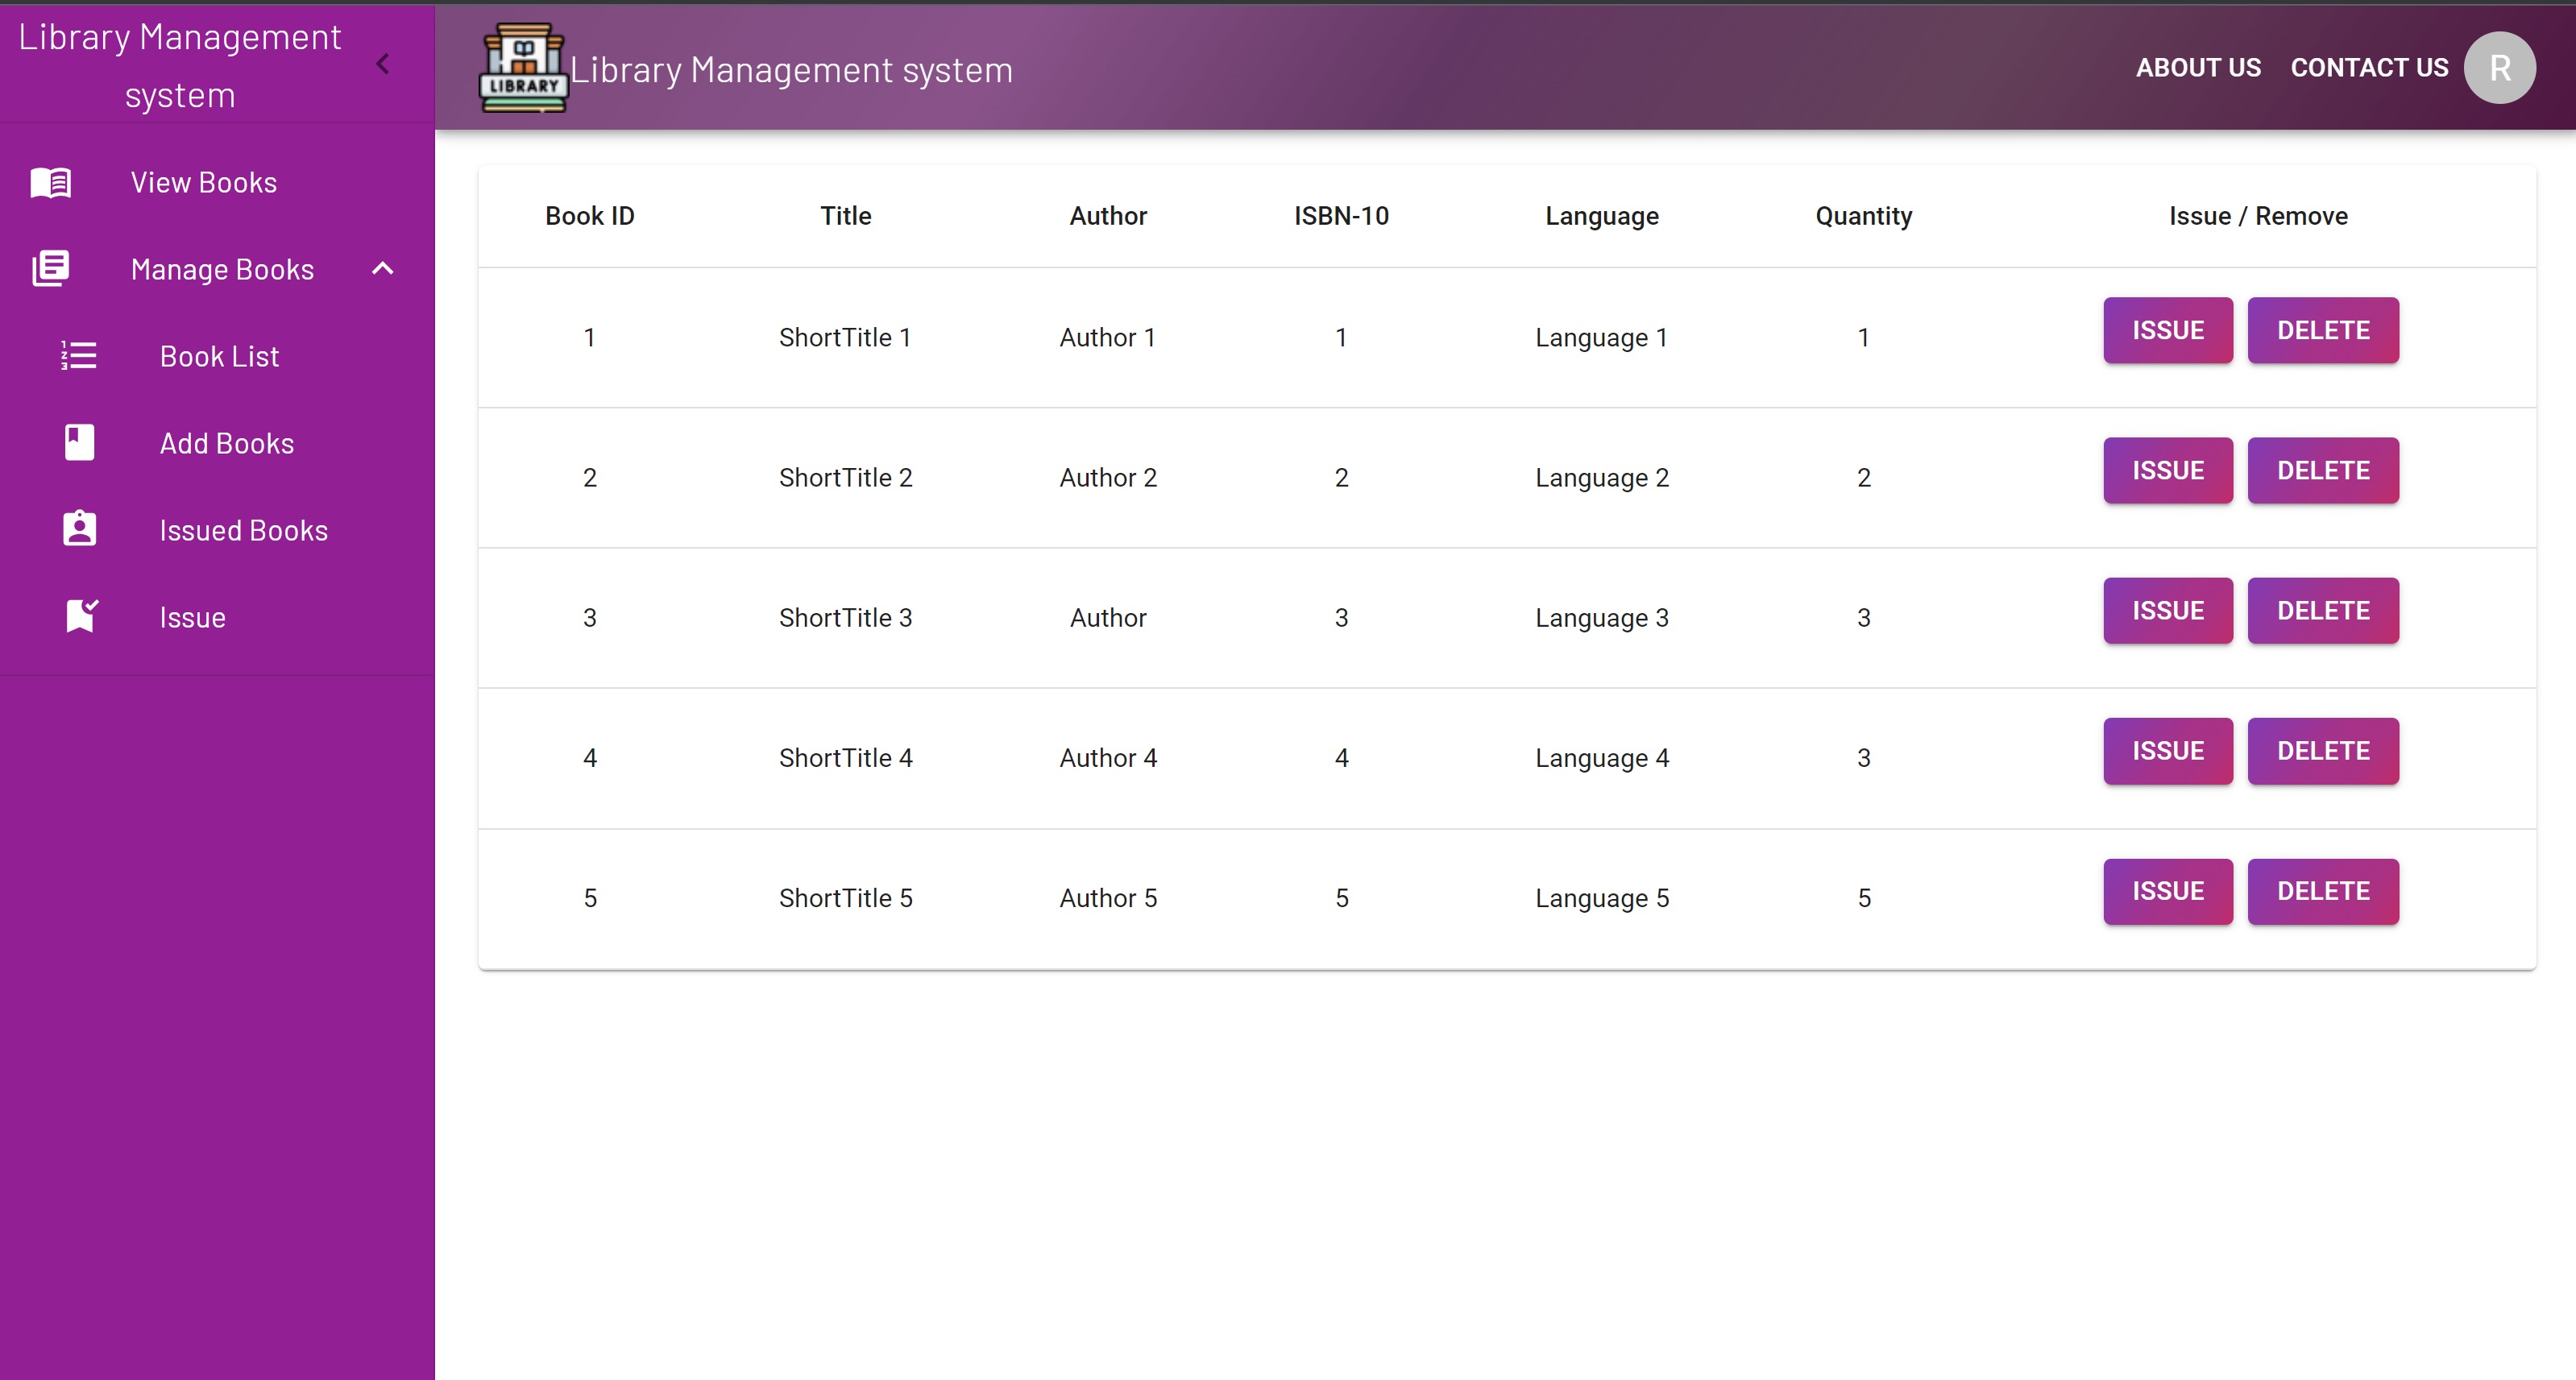 Library Management
system
View Books
Manage Books
1
2
3
Book List
Add Books
Issued Books
Issue
LIBRARY
Library Management system
ABOUT US CONTACT US R
Book ID Title Author ISBN-10 Language Quantity Issue / Remove
1 ShortTitle 1 Author 1 1 Language 1 1 ISSUE DELETE
2 ShortTitle 2 Author 2 2 Language 2 2 ISSUE DELETE
3 ShortTitle 3 Author 3 Language 3 3 ISSUE DELETE
4 ShortTitle 4 Author 4 4 Language 4 3 ISSUE DELETE
5 ShortTitle 5 Author 5 5 Language 5 5 ISSUE DELETE